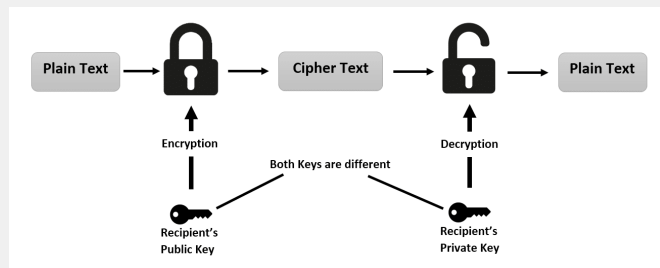 Plain Text
Cipher Text
Plain Text
Encryption
Decryption
Both Keys are different
Recipient's
Public Key
Recipient's
Private Key